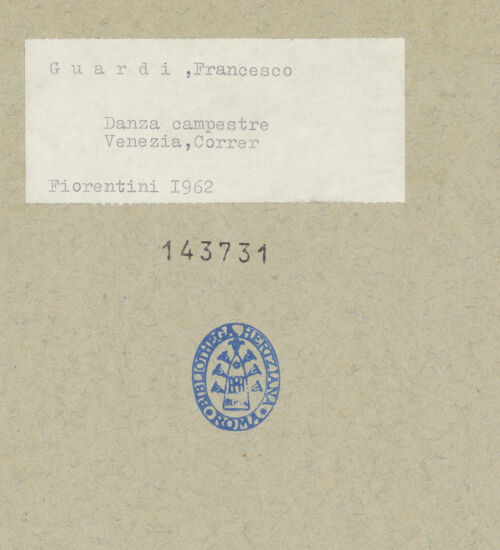 G u a r d i ,Francesco
Danza campestre
Venezia,Correr
Fiorentini I962
143731
BIBLIOTHECA HERTZIANA
ROMA